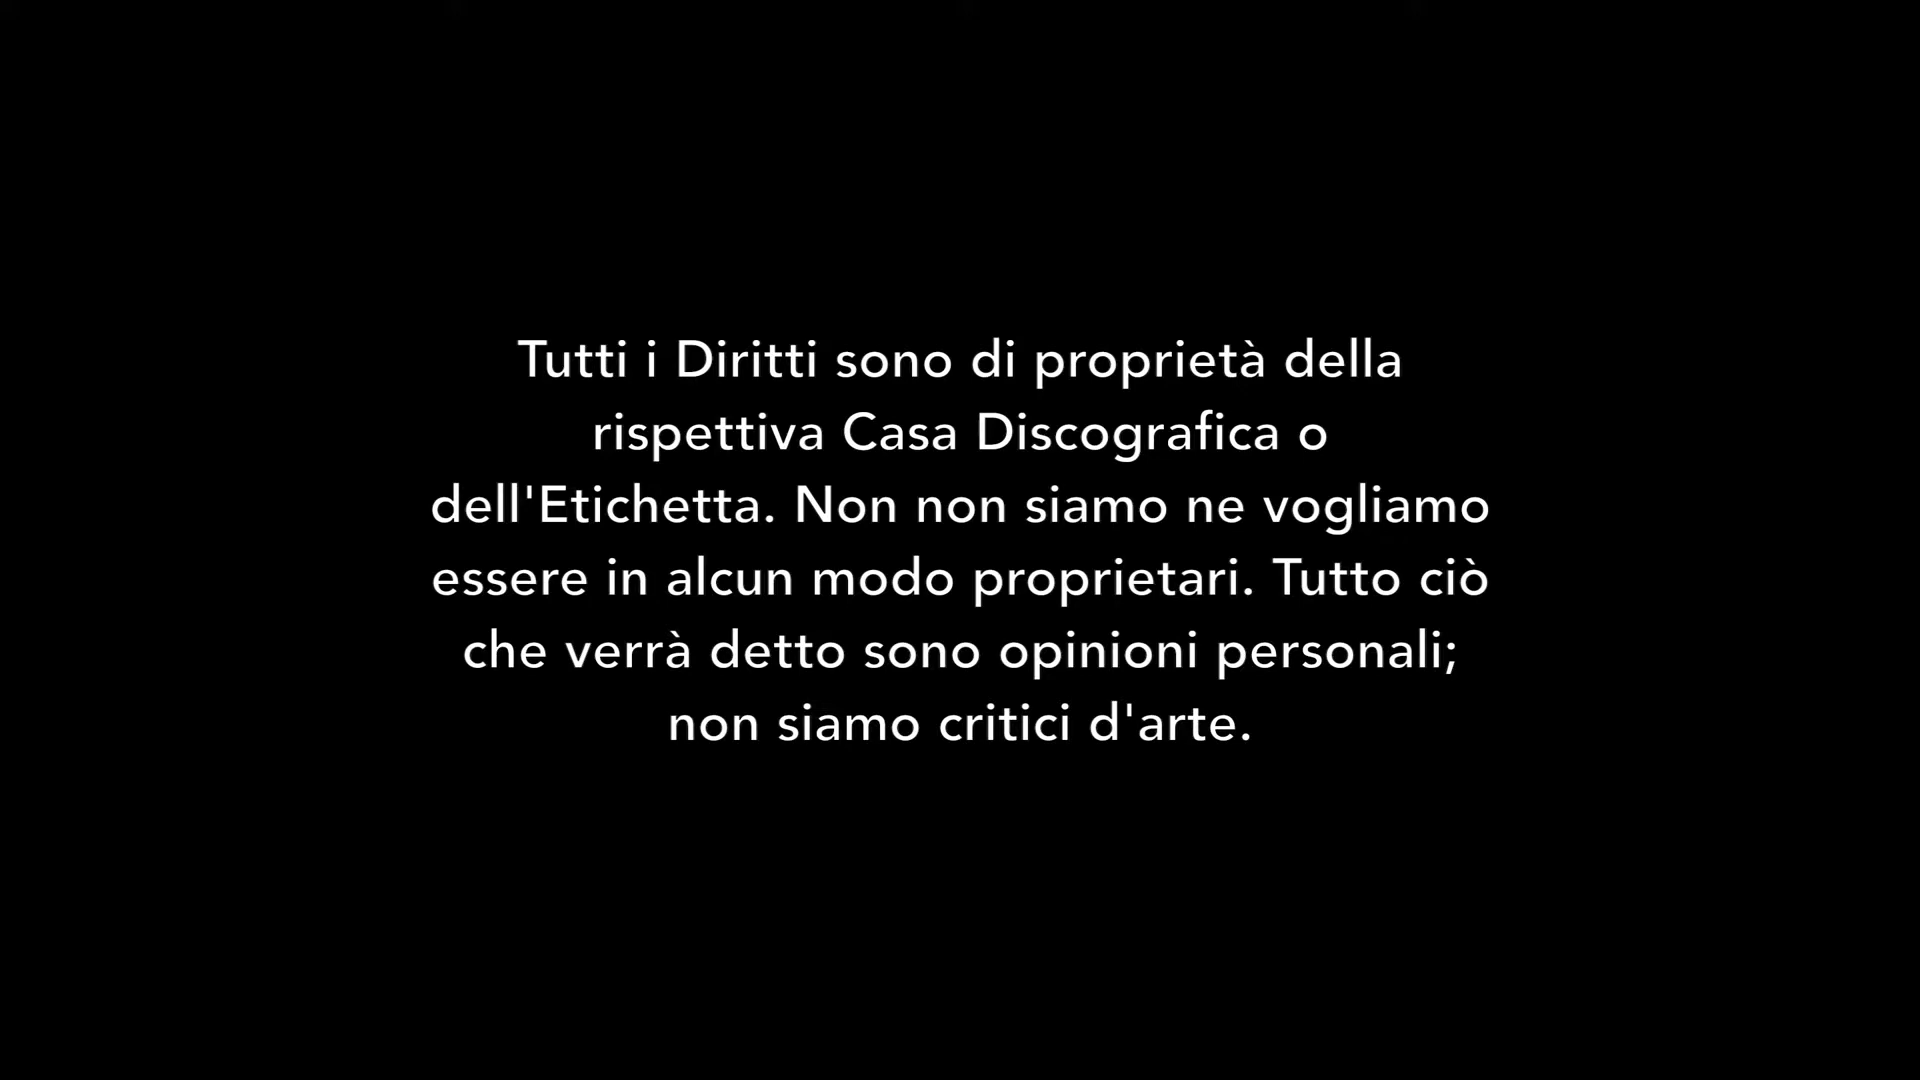 Tutti i Diritti sono di proprietà della
rispettiva Casa Discografica o
dell'Etichetta. Non non siamo ne vogliamo
essere in alcun modo proprietari. Tutto ciò
che verrà detto sono opinioni personali;
non siamo critici d'arte.